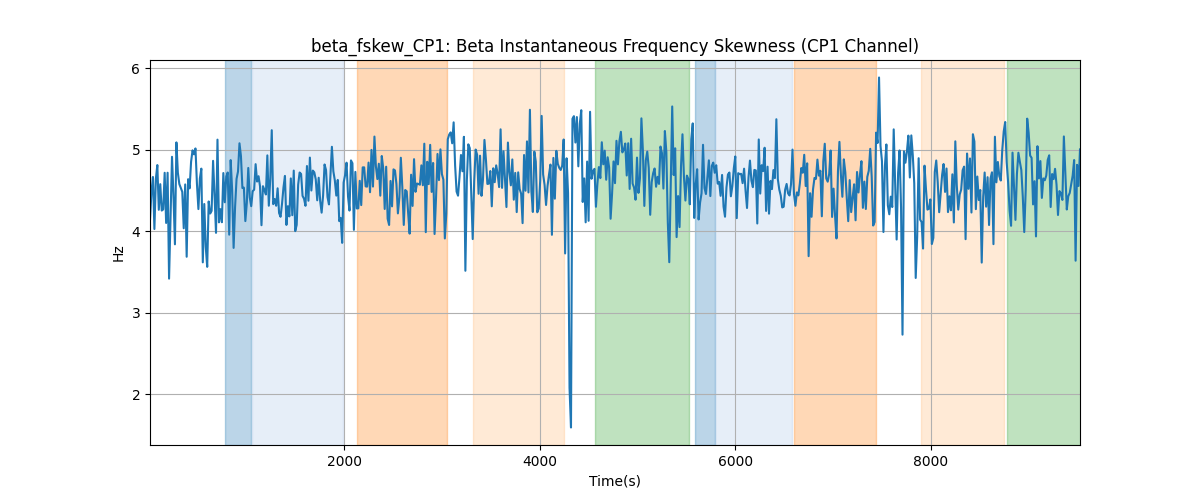 beta_fskew_CP1: Beta Instantaneous Frequency Skewness (CP1 Channel)
6
5
4
3
2
Hz
2000 4000 6000 8000
Time(s)